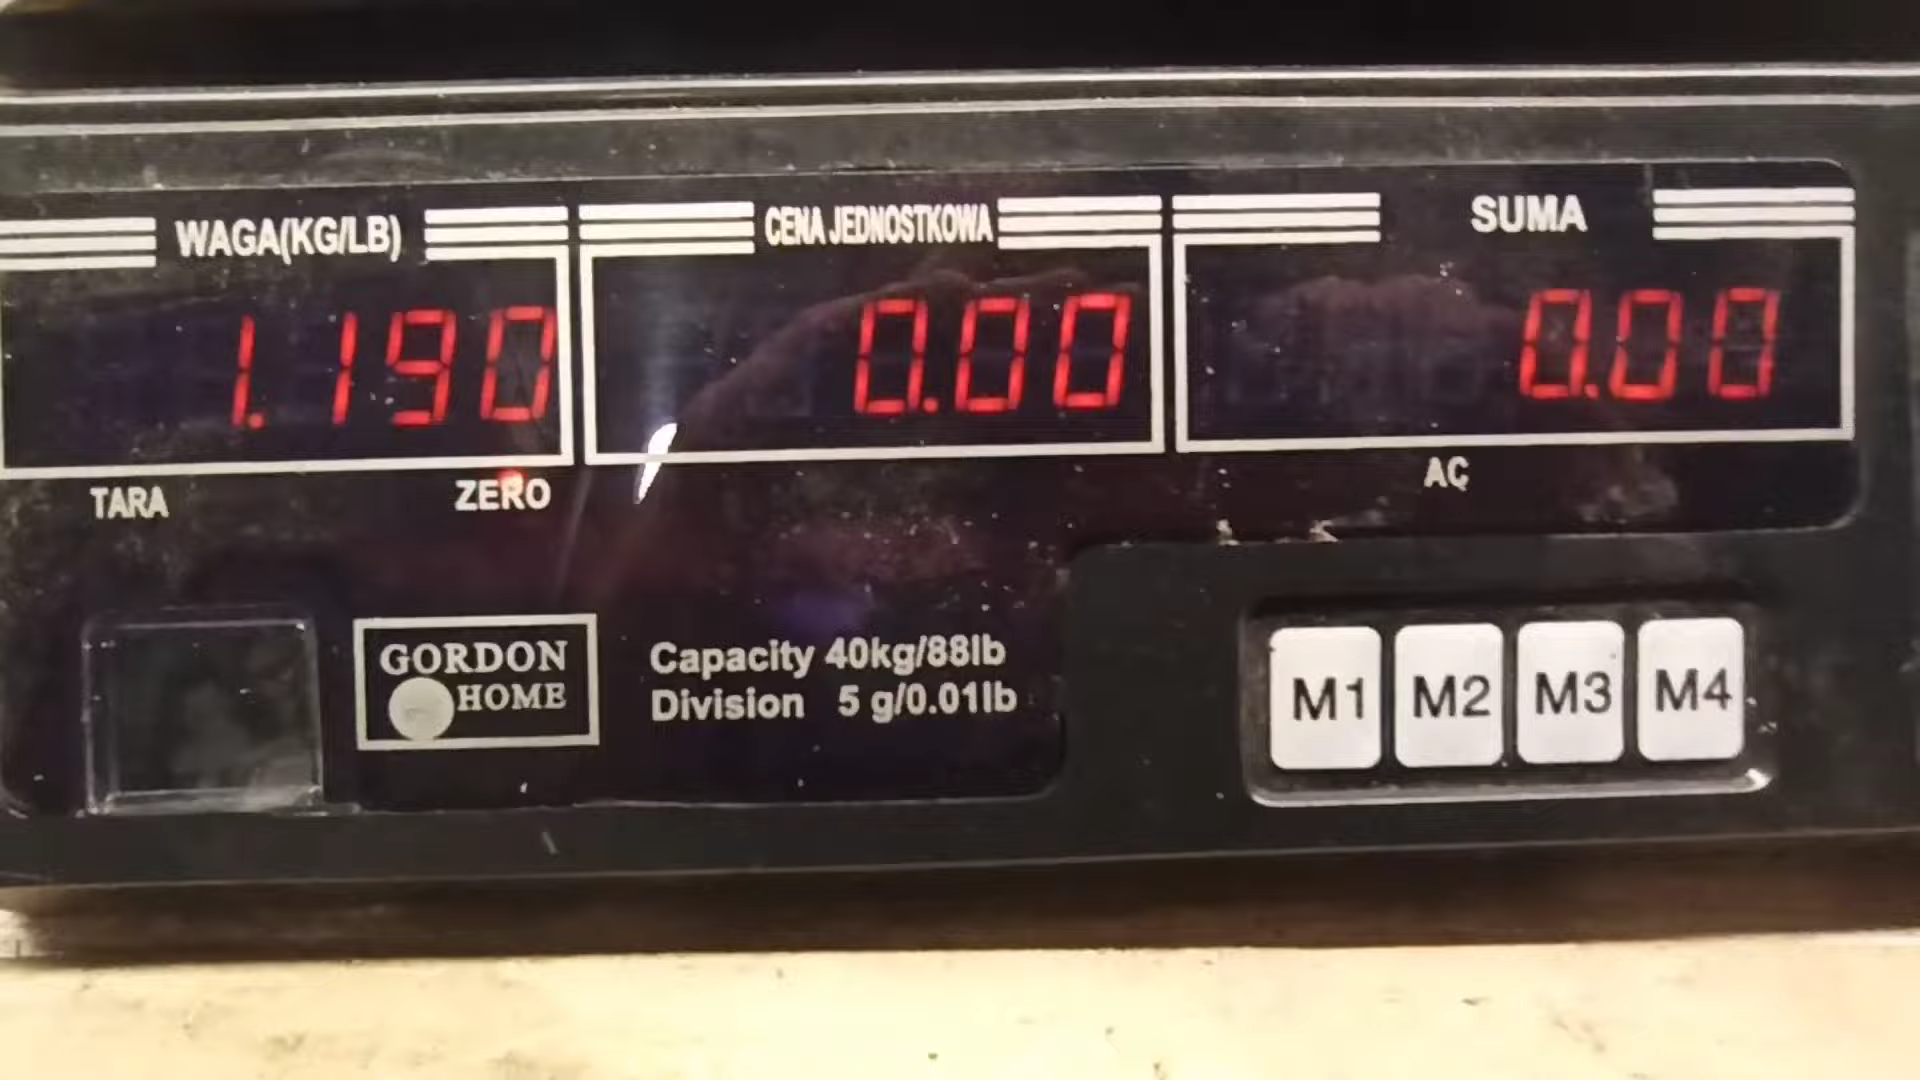 WAGA(KG/LB) CENA JEDNOSTKOWA SUMA
1.190 0.00 0.00
TARA ZERO AC
GORDON
HOME
Capacity 40kg/88lb
Division 5 g/0.01lb
M1 M2 M3 M4